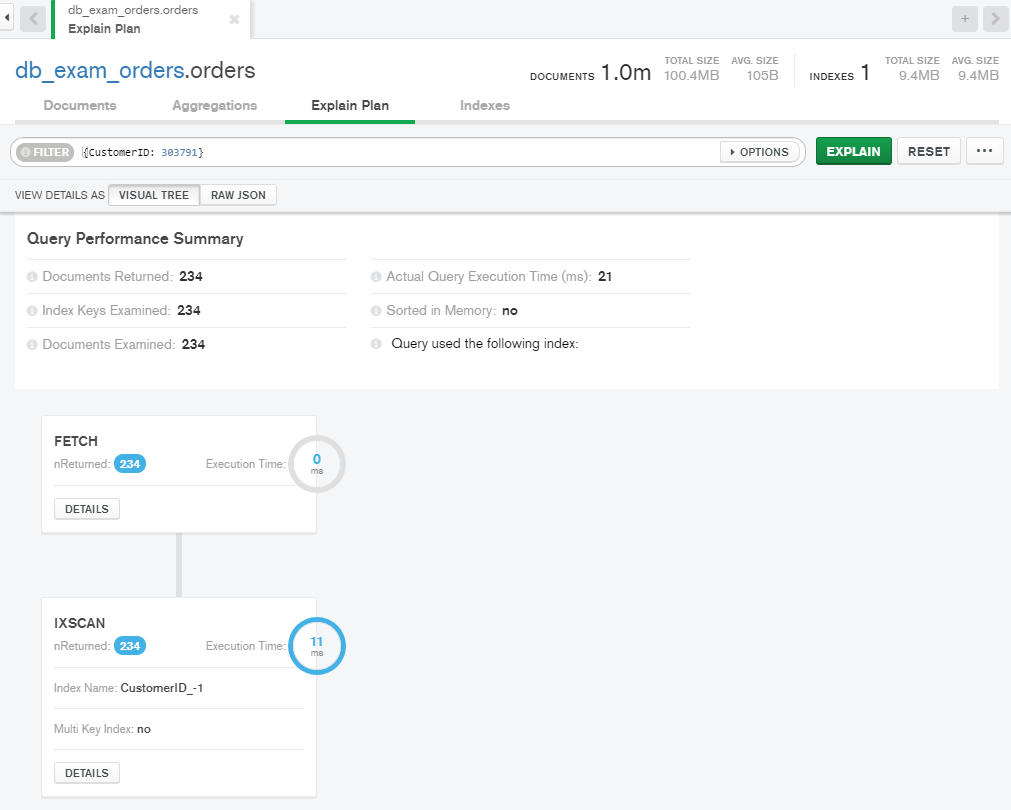 db_exam_orders.orders
Explain Plan
db_exam_orders.orders
DOCUMENTS 1.0m
TOTAL SIZE
100.4MB
AVG. SIZE
105B
INDEXES 1
TOTAL SIZE
9.4MB
AVG. SIZE
9.4MB
Documents
Aggregations
Explain Plan
Indexes
FILTER {CustomerID: 303791}
OPTIONS
EXPLAIN
RESET
...
VIEW DETAILS AS
VISUAL TREE
RAW JSON
Query Performance Summary
Documents Returned: 234
Index Keys Examined: 234
Documents Examined: 234
Actual Query Execution Time (ms): 21
Sorted in Memory: no
Query used the following index:
FETCH
nReturned: 234
Execution Time: 0 ms
DETAILS
IXSCAN
nReturned: 234
Execution Time: 11 ms
Index Name: CustomerID_-1
Multi Key Index: no
DETAILS